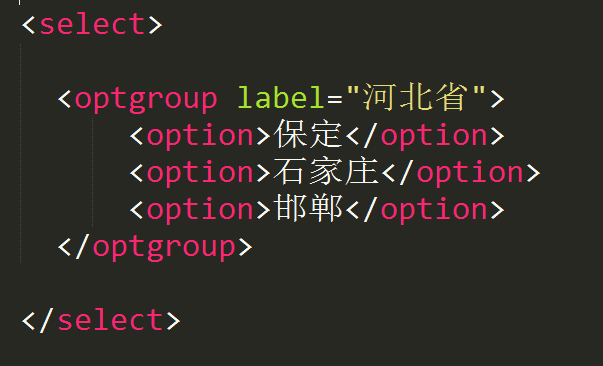 <select>
<optgroup label="河北省">
<option>保定</option>
<option>石家庄</option>
<option>邯郸</option>
</optgroup>
</select>